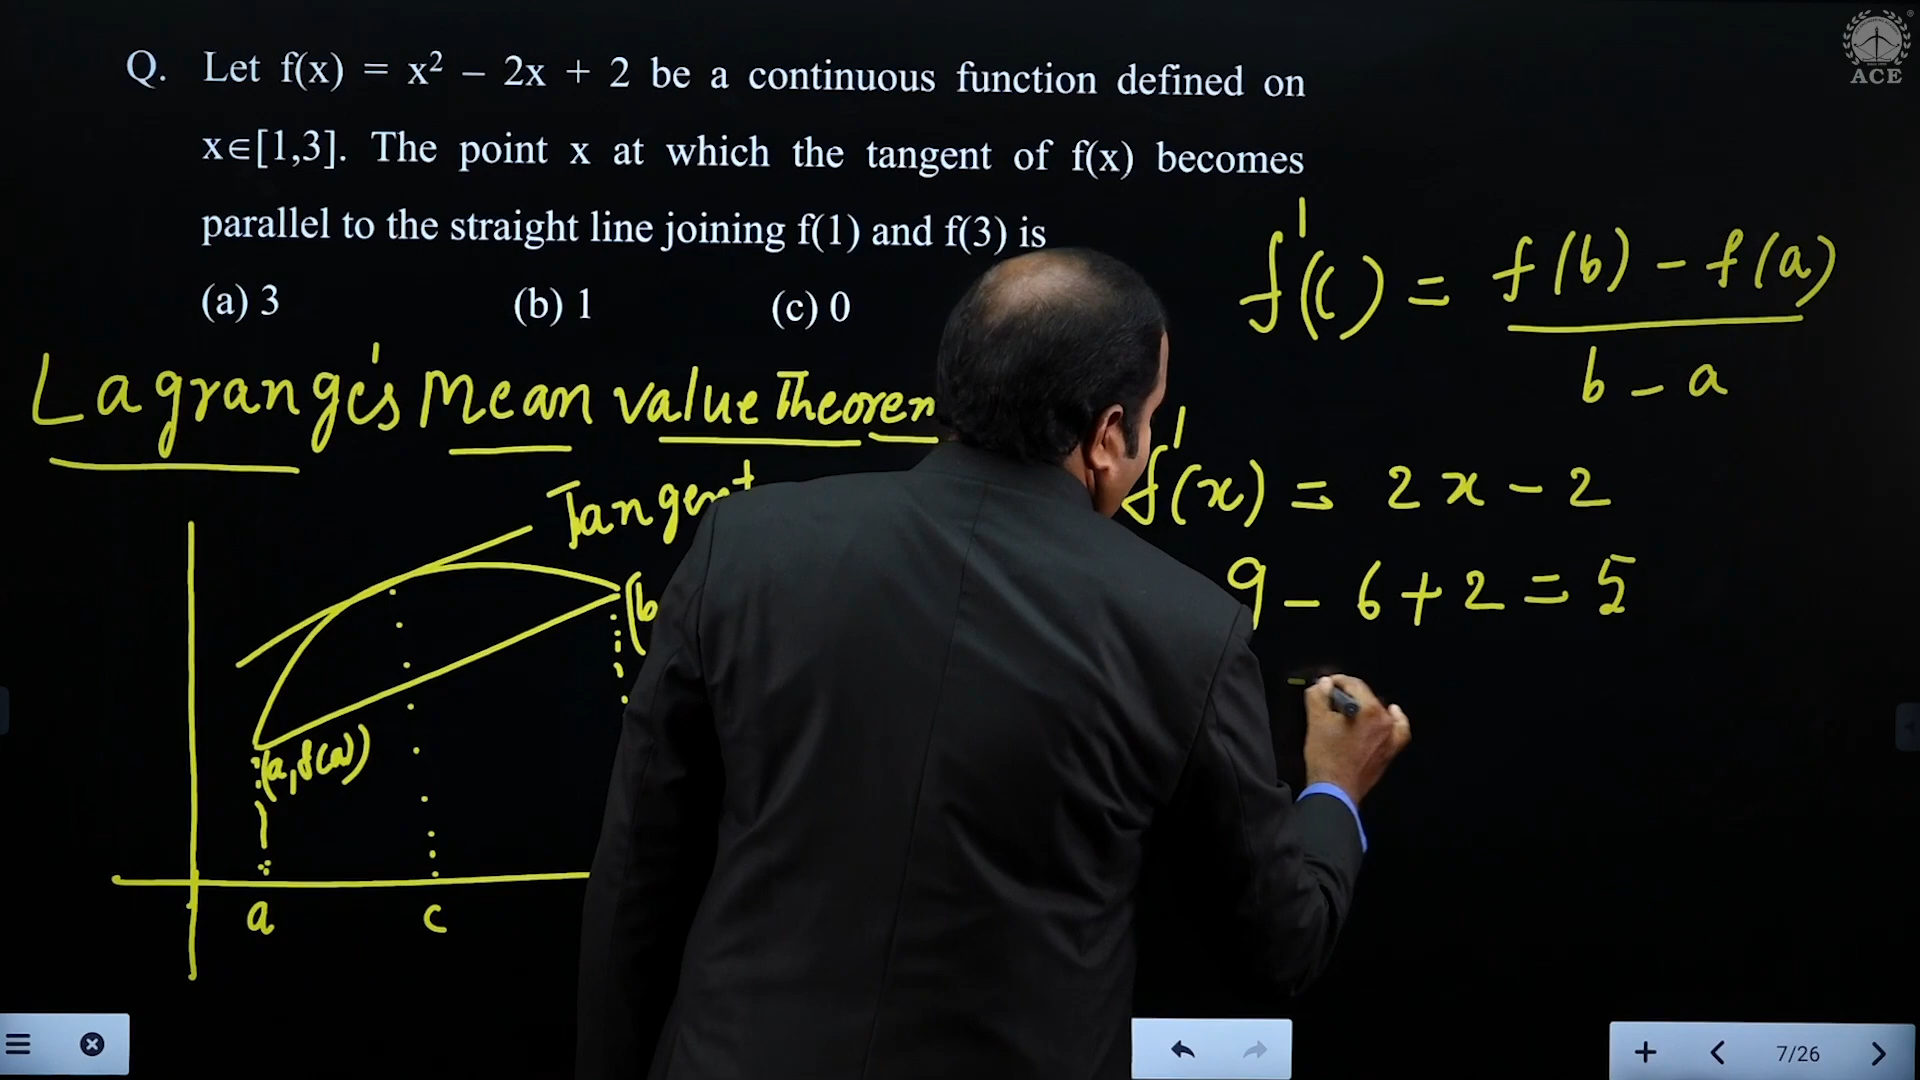 Q. Let f(x) = x² – 2x + 2 be a continuous function defined on
x∈[1,3]. The point x at which the tangent of f(x) becomes
parallel to the straight line joining f(1) and f(3) is
(a) 3 (b) 1 (c) 0
Lagrange's Mean value Theorem
Tangent
(b
(a, f(a))
a c
f'(c) = f(b) - f(a)
b - a
f'(x) = 2x - 2
9 - 6 + 2 = 5
ACE
7/26